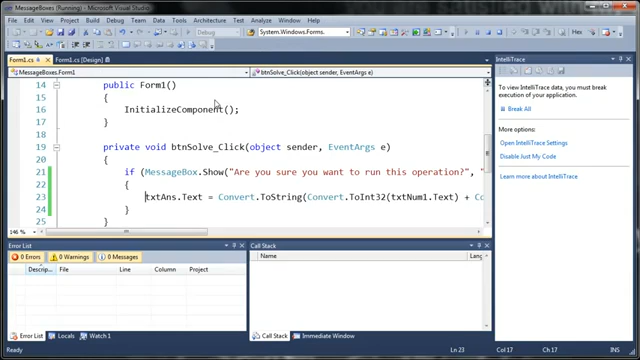 MessageBoxes (Running) - Microsoft Visual Studio
File Edit View Refactor Project Build Debug Team Data Tools Architecture Test Analyze Window Help
Debug System.Windows.Forms.
Form1.cs Form1.cs [Design]
MessageBoxes.Form1 btnSolve_Click(object sender, EventArgs e)
14 public Form1()
15 {
16 InitializeComponent();
17 }
18
19 private void btnSolve_Click(object sender, EventArgs e)
20 {
21 if (MessageBox.Show("Are you sure you want to run this operation?", "
22 {
23 txtAns.Text = Convert.ToString(Convert.ToInt32(txtNum1.Text) + Co
24 }
}
146 %
IntelliTrace
To view IntelliTrace data, you must break execution of your application.
Break All
More options:
Open IntelliTrace Settings
Disable Just My Code
Learn more about IntelliTrace
Error List
0 Errors 0 Warnings 0 Messages
Descrip... File Line Column Project
Error List Locals Watch 1
Call Stack
Name Lang
Call Stack Immediate Window
Ready Ln 23 Col 17 Ch 17 INS